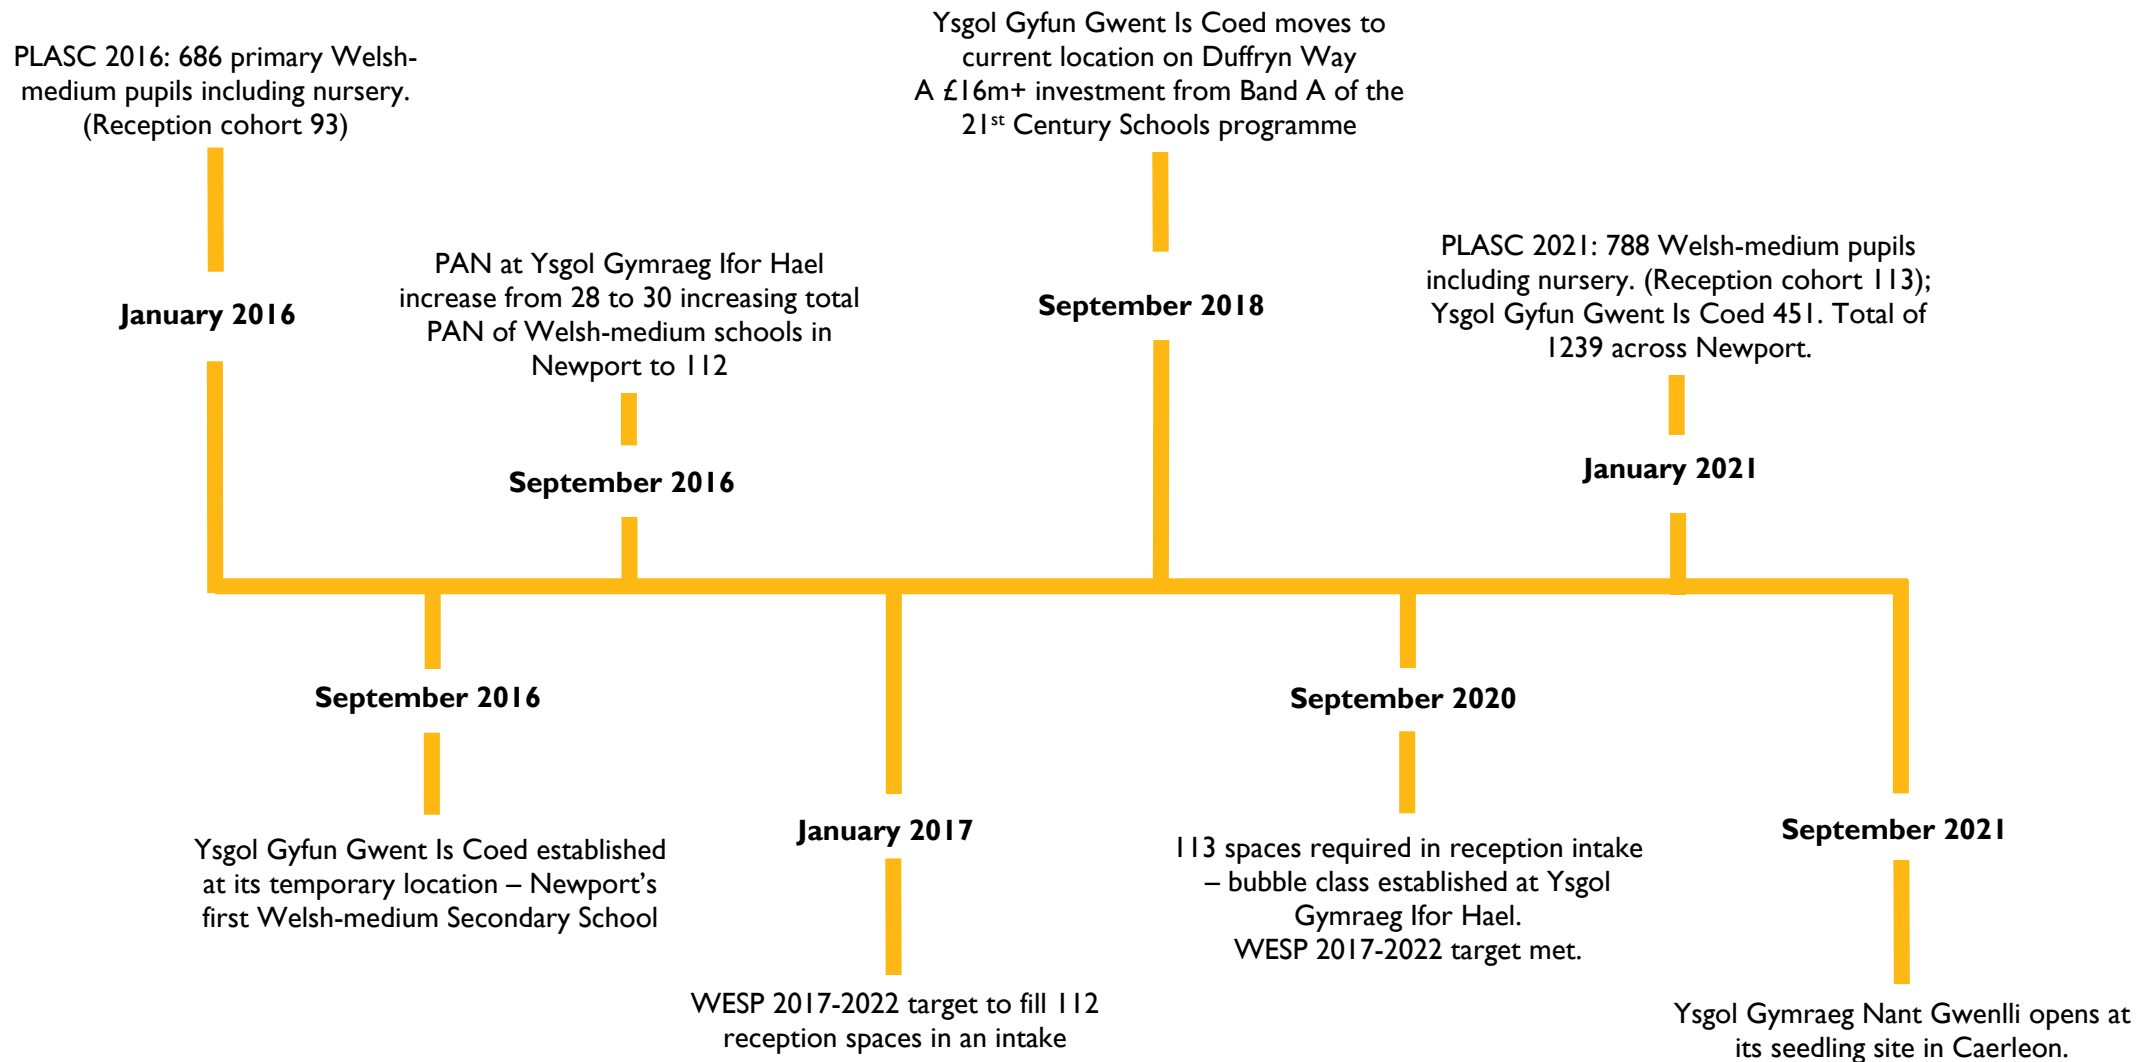 PLASC 2016: 686 primary Welsh-
medium pupils including nursery.
(Reception cohort 93)
January 2016
Ysgol Gyfun Gwent Is Coed established
at its temporary location – Newport’s
first Welsh-medium Secondary School
September 2016
PAN at Ysgol Gymraeg Ifor Hael
increase from 28 to 30 increasing total
PAN of Welsh-medium schools in
Newport to 112
September 2016
January 2017
WESP 2017-2022 target to fill 112
reception spaces in an intake
Ysgol Gyfun Gwent Is Coed moves to
current location on Duffryn Way
A £16m+ investment from Band A of the
21st Century Schools programme
September 2018
September 2020
113 spaces required in reception intake
– bubble class established at Ysgol
Gymraeg Ifor Hael.
WESP 2017-2022 target met.
PLASC 2021: 788 Welsh-medium pupils
including nursery. (Reception cohort 113);
Ysgol Gyfun Gwent Is Coed 451. Total of
1239 across Newport.
January 2021
September 2021
Ysgol Gymraeg Nant Gwenlli opens at
its seedling site in Caerleon.